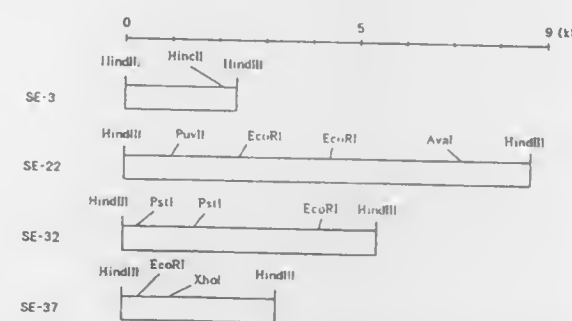 0 5 9 (k
HindIII HincII HindIII
SE-3
HindIII PuvII EcoRI EcoRI AvaI HindIII
SE-22
HindIII PstI PstI EcoRI HindIII
SE-32
HindIII EcoRI XhoI HindIII
SE-37